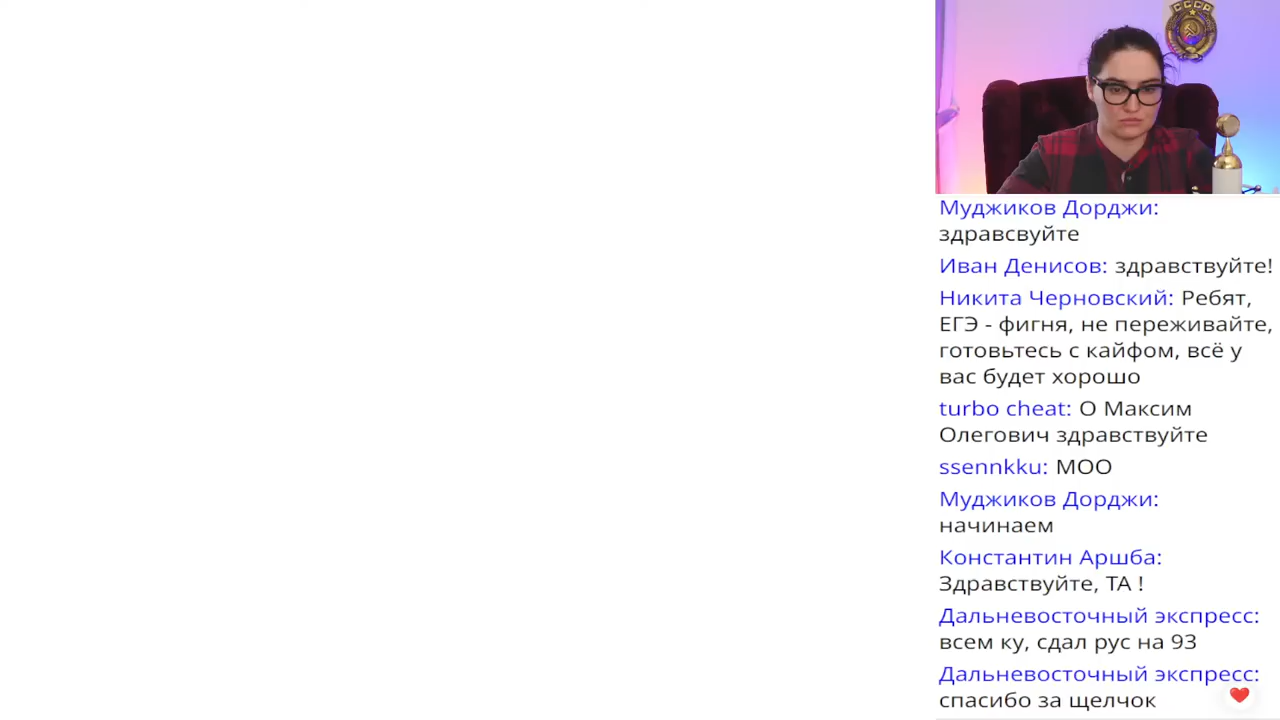 СССР
Муджиков Дорджи:
здравсвуйте
Иван Денисов: здравствуйте!
Никита Черновский: Ребят,
ЕГЭ - фигня, не переживайте,
готовьтесь с кайфом, всё у
вас будет хорошо
turbo cheat: О Максим
Олегович здравствуйте
ssennkku: МОО
Муджиков Дорджи:
начинаем
Константин Аршба:
Здравствуйте, ТА !
Дальневосточный экспресс:
всем ку, сдал рус на 93
Дальневосточный экспресс:
спасибо за щелчок